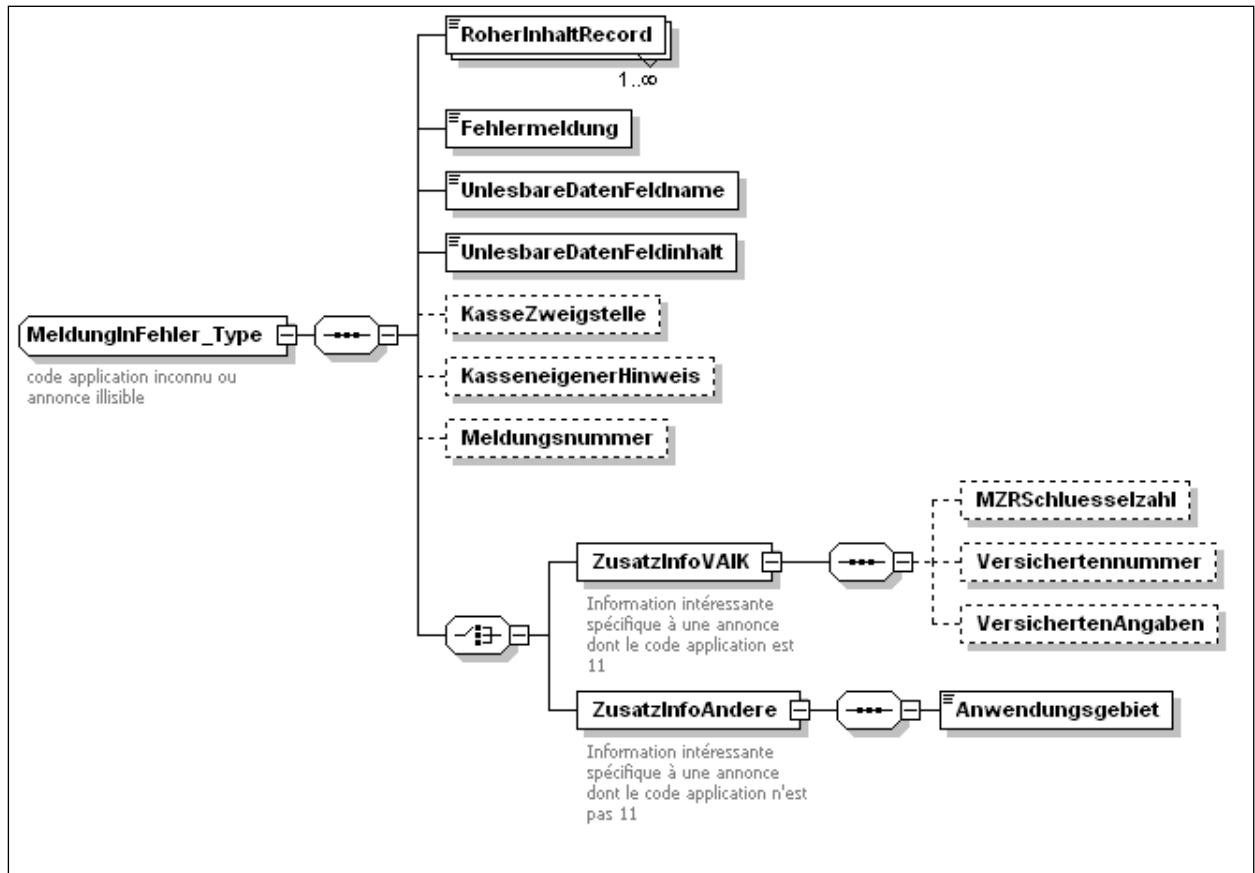 RoherInhaltRecord
1..∞
Fehlermeldung
UnlesbareDatenFeldname
UnlesbareDatenFeldinhalt
MeldungInFehler_Type
code application inconnu ou
annonce illisible
KasseZweigstelle
KasseneigenerHinweis
Meldungsnummer
ZusatzInfoVAIK
Information intéressante
spécifique à une annonce
dont le code application est
11
MZRSchluesselzahl
Versichertennummer
VersichertenAngaben
ZusatzInfoAndere
Information intéressante
spécifique à une annonce
dont le code application n'est
pas 11
Anwendungsgebiet